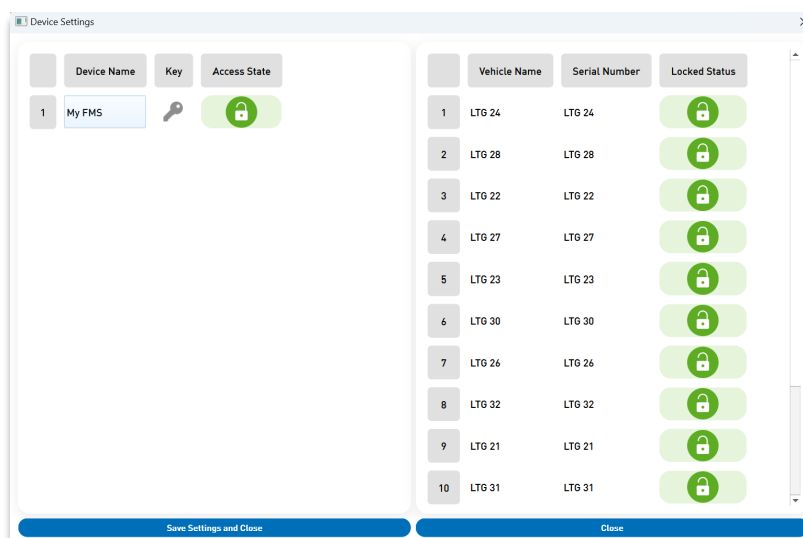 Device Settings
Device Name Key Access State
1 My FMS
Vehicle Name Serial Number Locked Status
1 LTG 24 LTG 24
2 LTG 28 LTG 28
3 LTG 22 LTG 22
4 LTG 27 LTG 27
5 LTG 23 LTG 23
6 LTG 30 LTG 30
7 LTG 26 LTG 26
8 LTG 32 LTG 32
9 LTG 21 LTG 21
10 LTG 31 LTG 31
Save Settings and Close
Close